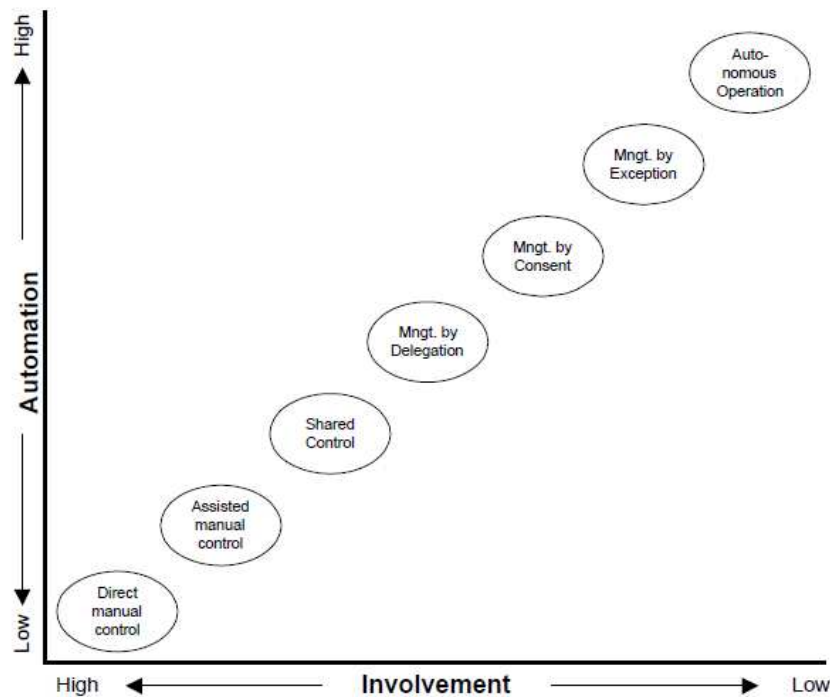 High
Auto-
nomous
Operation
Mngt. by
Exception
Mngt. by
Consent
Mngt. by
Delegation
Automation
Shared
Control
Assisted
manual
control
Direct
manual
control
Low
High
Involvement
Low